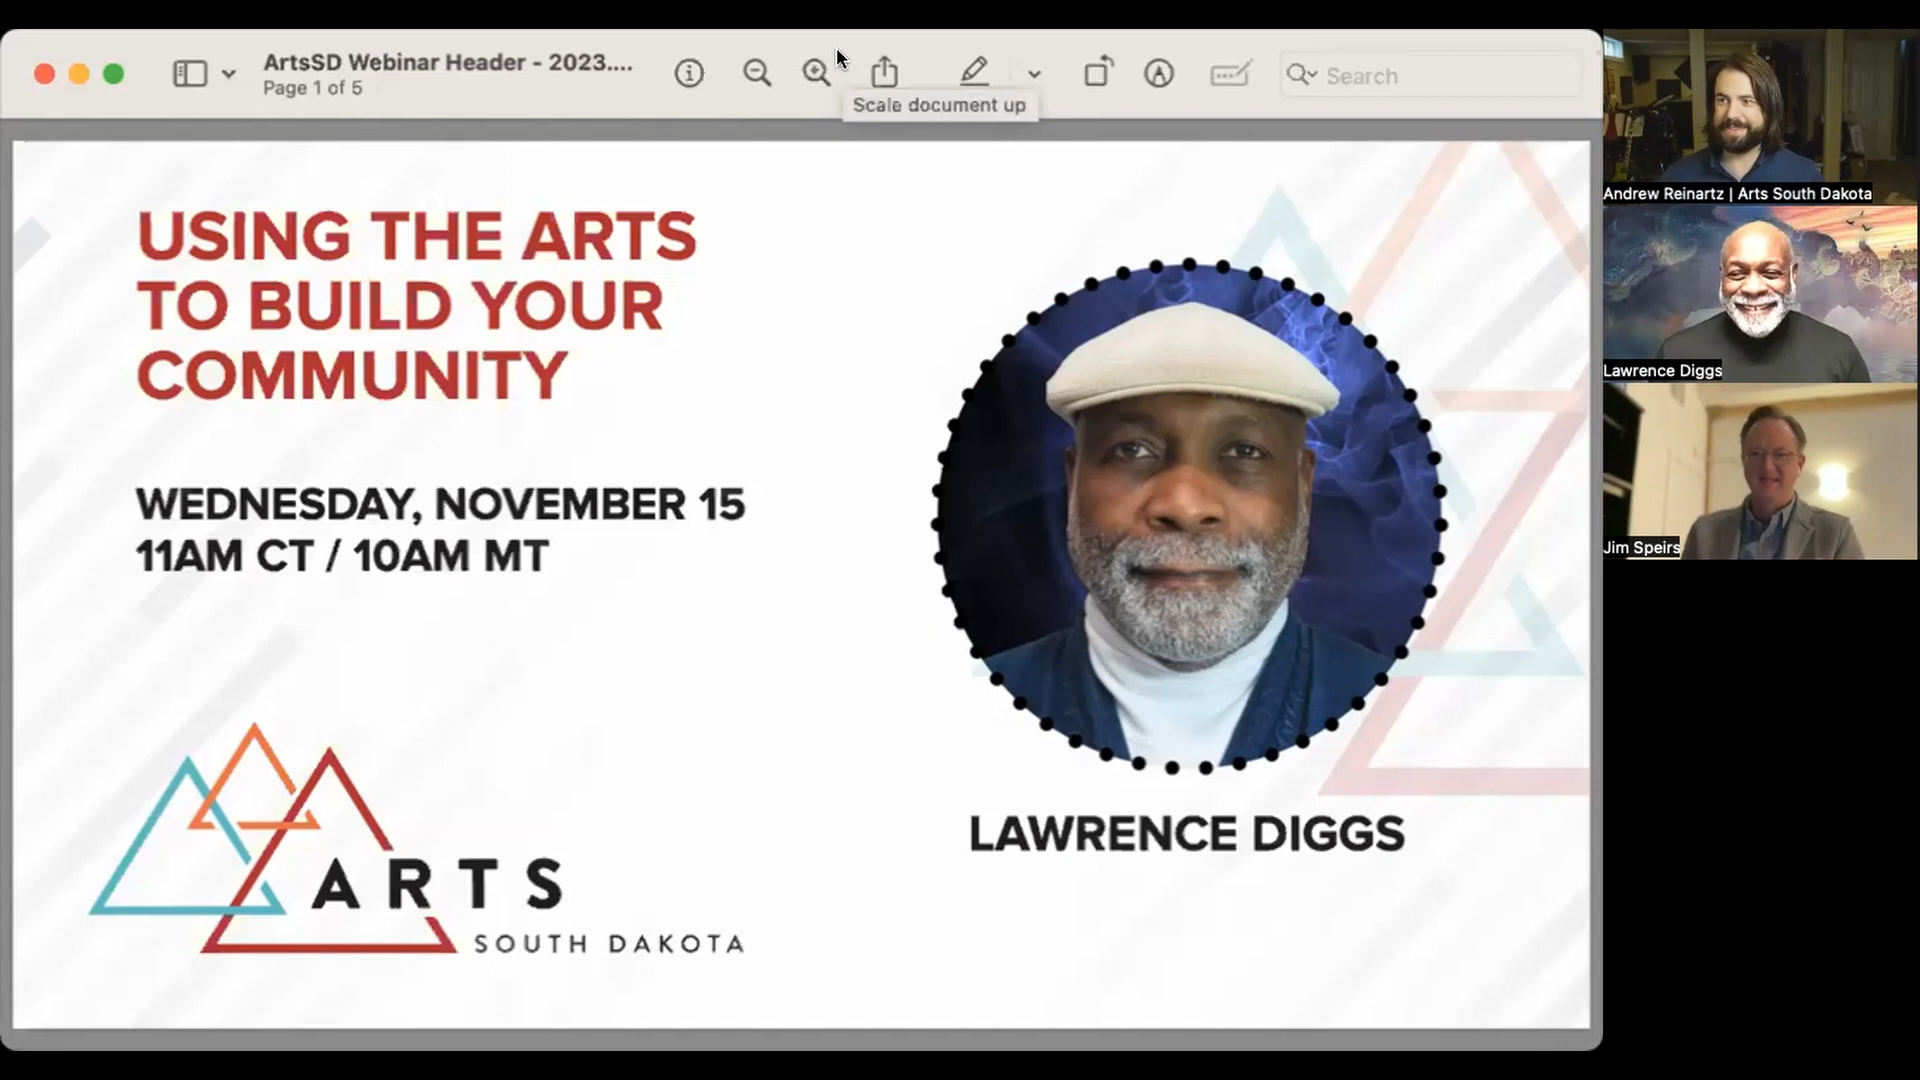 ArtsSD Webinar Header - 2023....
Page 1 of 5
Search
Scale document up
USING THE ARTS
TO BUILD YOUR
COMMUNITY
WEDNESDAY, NOVEMBER 15
11AM CT / 10AM MT
ARTS
SOUTH DAKOTA
LAWRENCE DIGGS
Andrew Reinartz | Arts South Dakota
Lawrence Diggs
Jim Speirs